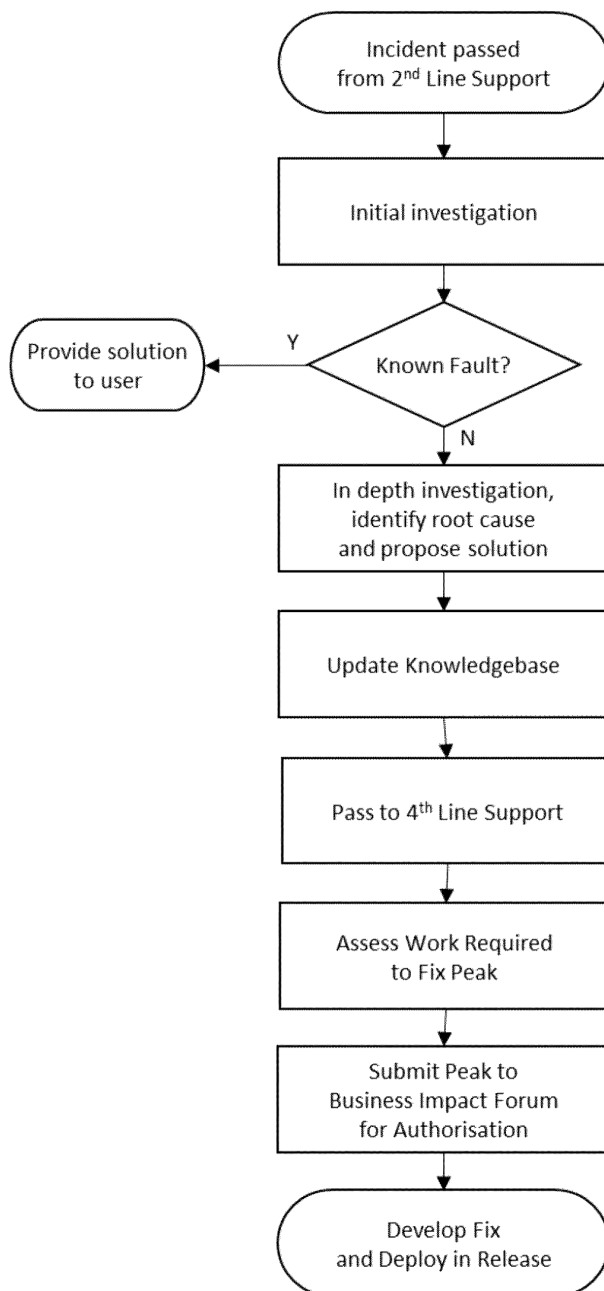 Incident passed
from 2nd Line Support
Initial investigation
Known Fault?
Y
Provide solution
to user
N
In depth investigation,
identify root cause
and propose solution
Update Knowledgebase
Pass to 4th Line Support
Assess Work Required
to Fix Peak
Submit Peak to
Business Impact Forum
for Authorisation
Develop Fix
and Deploy in Release